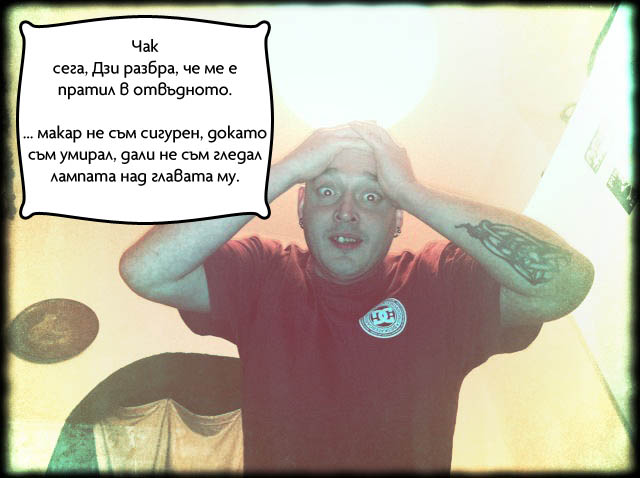 Чак
сега, Дзи разбра, че ме е
пратил в отвъдното.
... макар не съм сигурен, докато
съм умирал, дали не съм гледал
лампата над главата му.